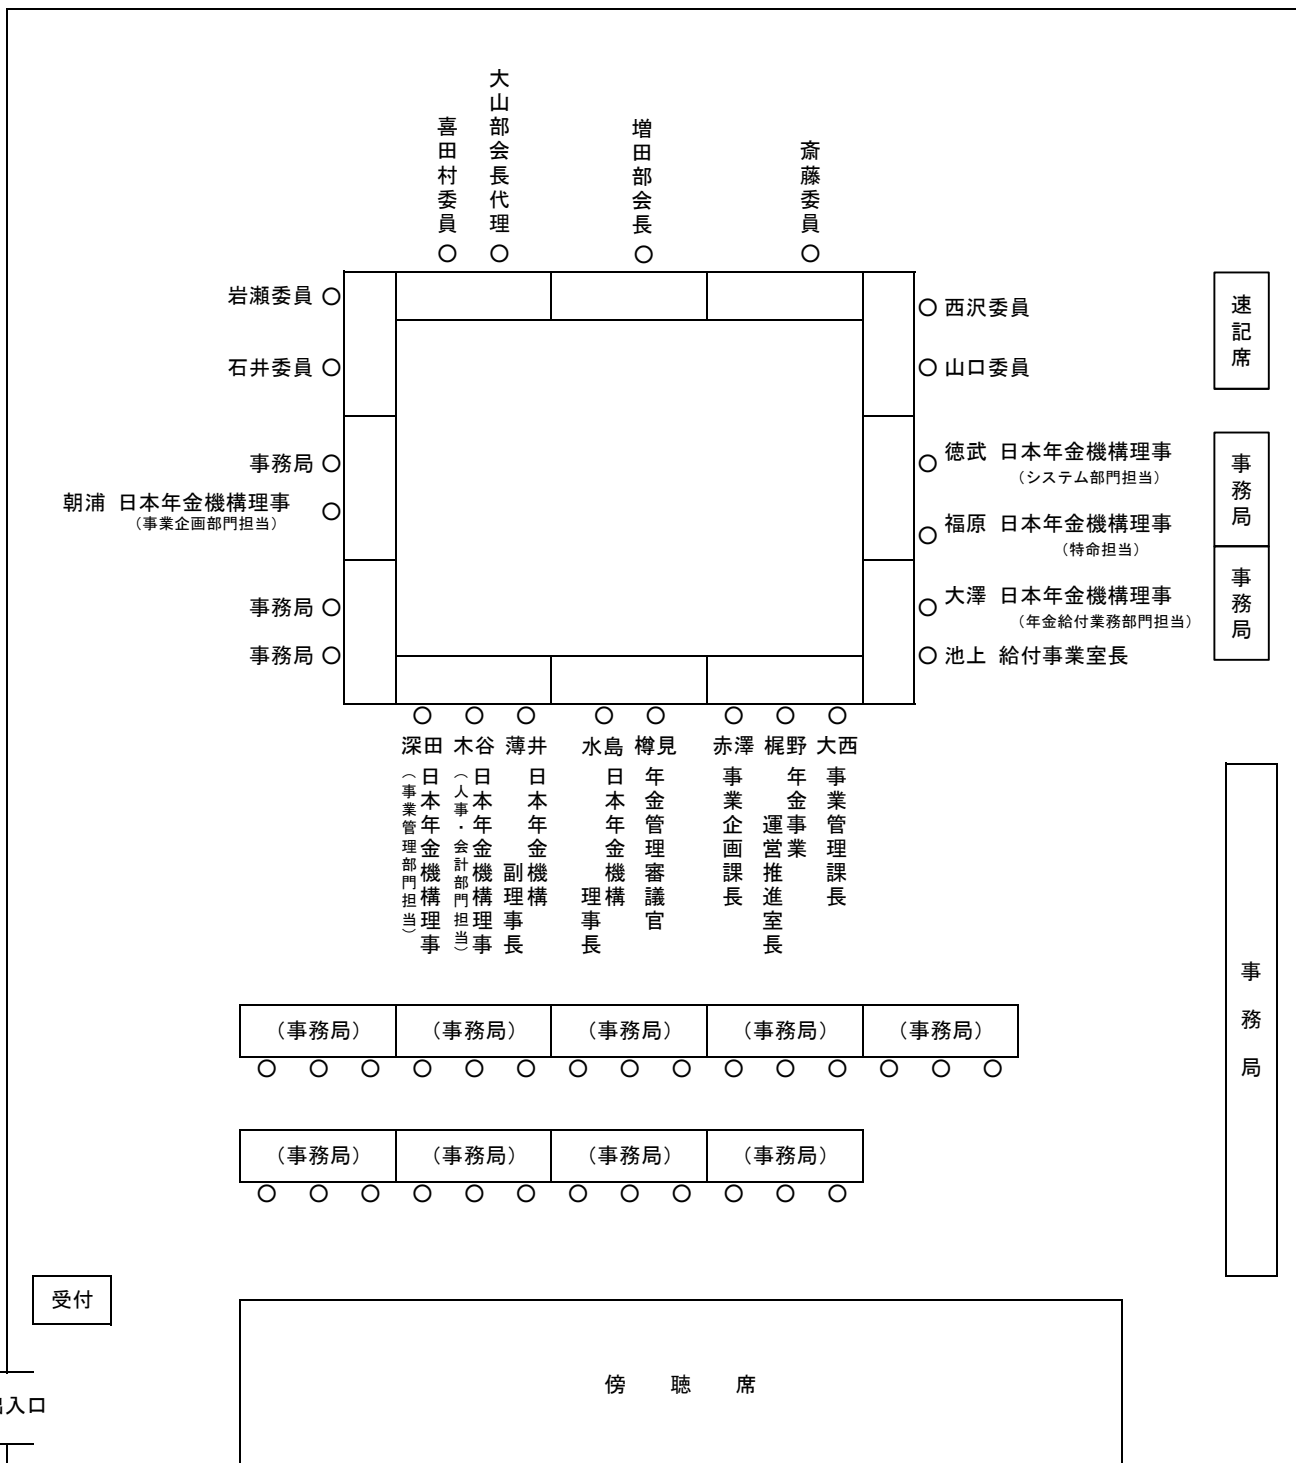 喜田村委員
大山部会長代理
増田部会長
斎藤委員
岩瀬委員
石井委員
事務局
朝浦 日本年金機構理事
（事業企画部門担当）
事務局
事務局
西沢委員
山口委員
徳武 日本年金機構理事
（システム部門担当）
福原 日本年金機構理事
（特命担当）
大澤 日本年金機構理事
（年金給付業務部門担当）
池上 給付事業室長
速記席
事務局
事務局
深田
日本年金機構理事
（事業管理部門担当）
木谷
日本年金機構理事
（人事・会計部門担当）
薄井
日本年金機構
副理事長
水島
日本年金機構
理事長
樽見
年金管理審議官
赤澤
事業企画課長
梶野
年金事業
運営推進室長
大西
事業管理課長
（事務局） （事務局） （事務局） （事務局） （事務局）
（事務局） （事務局） （事務局） （事務局）
事務局
受付
傍聴席
入口